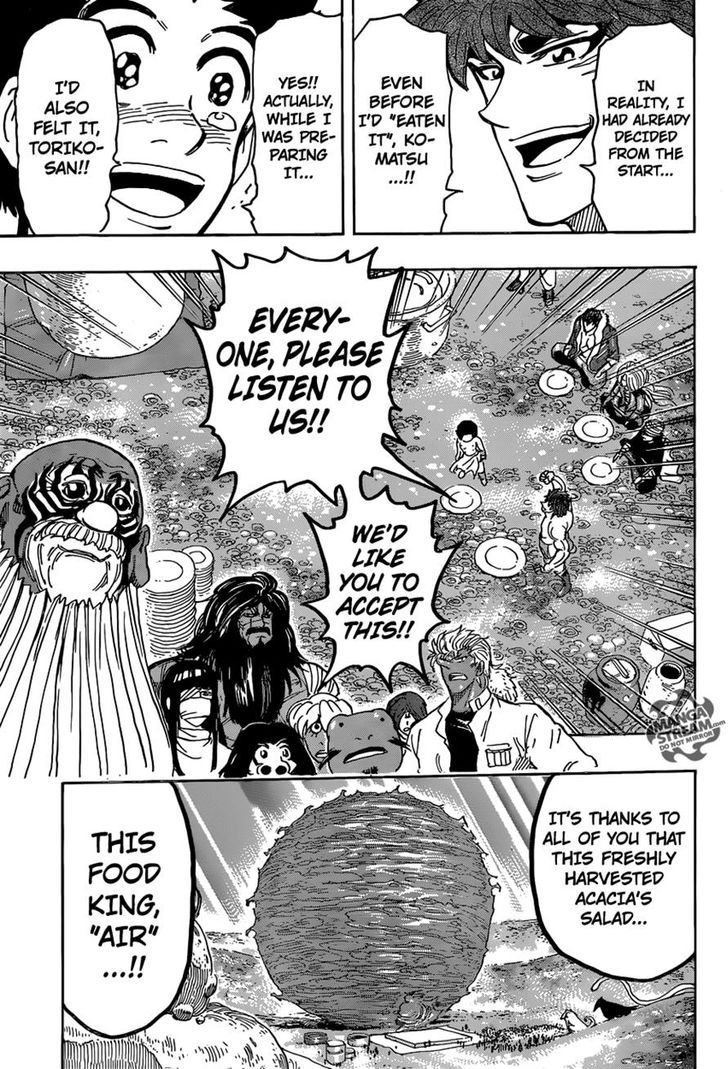 IN
REALITY, I
HAD ALREADY
DECIDED
FROM THE
START...
EVEN
BEFORE
I'D "EATEN
IT", KO-
MATSU
...!!
YES!!
ACTUALLY,
WHILE I
WAS PRE-
PARING
IT...
I'D
ALSO
FELT IT,
TORIKO-
SAN!!
EVERY-
ONE, PLEASE
LISTEN TO
US!!
WE'D
LIKE
YOU TO
ACCEPT
THIS!!
MANGA
STREAM.com
DO NOT MIRROR
IT'S THANKS TO
ALL OF YOU THAT
THIS FRESHLY
HARVESTED
ACACIA'S
SALAD...
THIS
FOOD
KING,
"AIR"
...!!